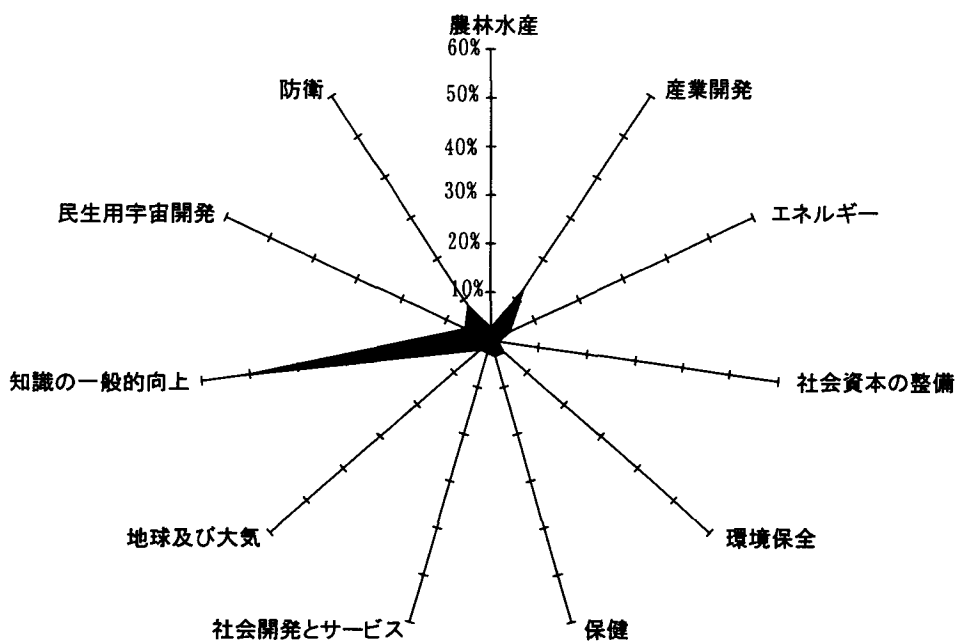 農林水産
60%
50%
40%
30%
20%
10%
産業開発
エネルギー
社会資本の整備
環境保全
保健
社会開発とサービス
地球及び大気
知識の一般的向上
民生用宇宙開発
防衛